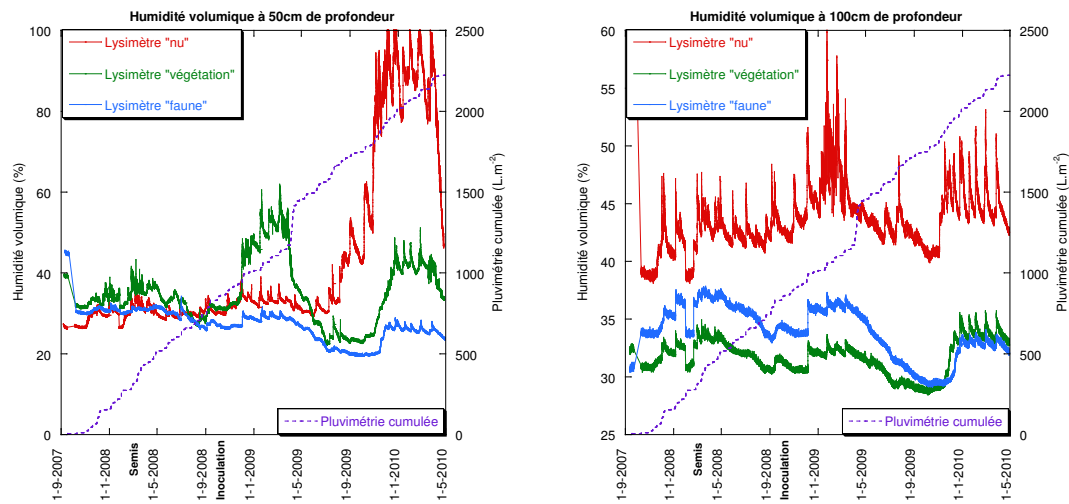 Humidité volumique à 50cm de profondeur
100
80
60
40
20
0
Humidité volumique (%)
Lysimètre "nu"
Lysimètre "végétation"
Lysimètre "faune"
Pluvimétrie cumulée
2500
2000
1500
1000
500
0
Pluvimétrie cumulée (L.m⁻²)
1-9-2007
1-1-2008
Semis
1-5-2008
1-9-2008
Inoculation
1-1-2009
1-5-2009
1-9-2009
1-1-2010
1-5-2010
Humidité volumique à 100cm de profondeur
60
55
50
45
40
35
30
25
Humidité volumique (%)
Lysimètre "nu"
Lysimètre "végétation"
Lysimètre "faune"
Pluvimétrie cumulée
2500
2000
1500
1000
500
0
Pluvimétrie cumulée (L.m⁻²)
1-9-2007
1-1-2008
Semis
1-5-2008
1-9-2008
Inoculation
1-1-2009
1-5-2009
1-9-2009
1-1-2010
1-5-2010